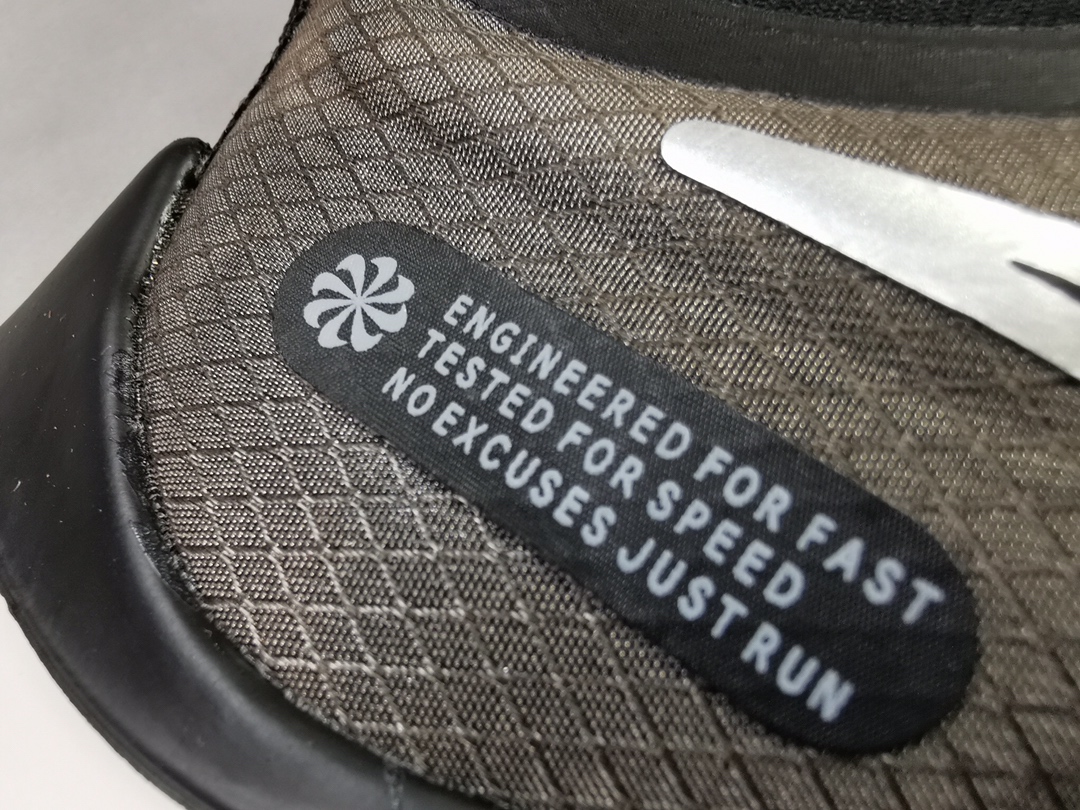 ENGINEERED FOR FAST
TESTED FOR SPEED
NO EXCUSES JUST RUN